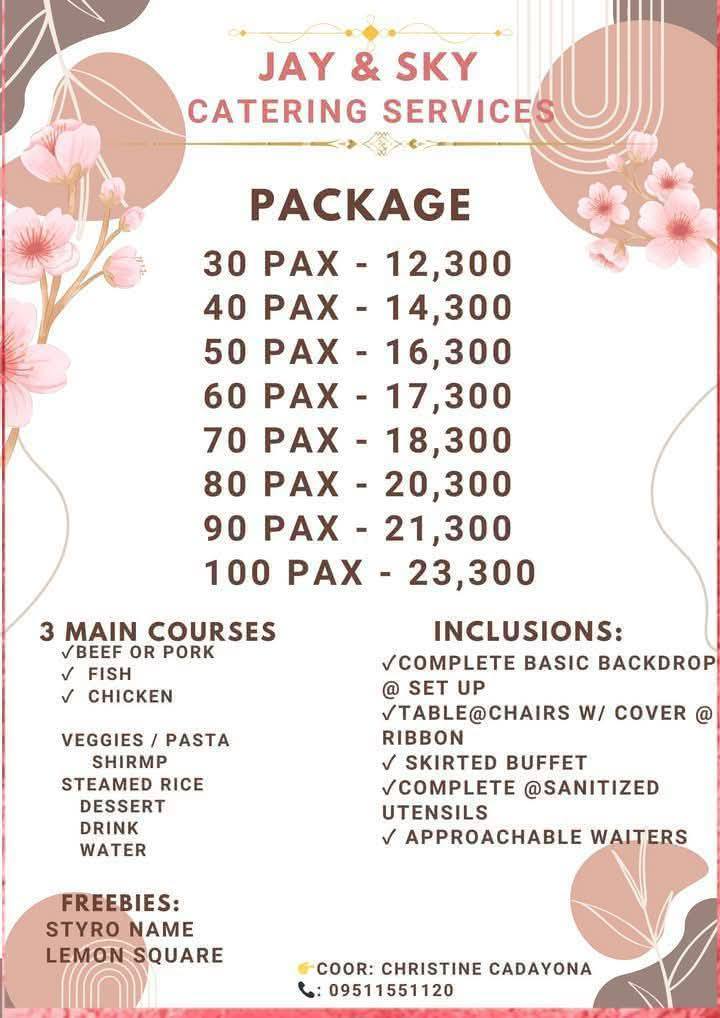 JAY & SKY
CATERING SERVICES
PACKAGE
30 PAX - 12,300
40 PAX - 14,300
50 PAX - 16,300
60 PAX - 17,300
70 PAX - 18,300
80 PAX - 20,300
90 PAX - 21,300
100 PAX - 23,300
3 MAIN COURSES
✓BEEF OR PORK
✓ FISH
✓ CHICKEN
VEGGIES / PASTA
SHIRMP
STEAMED RICE
DESSERT
DRINK
WATER
FREEBIES:
STYRO NAME
LEMON SQUARE
INCLUSIONS:
✓COMPLETE BASIC BACKDROP
@ SET UP
✓TABLE@CHAIRS W/ COVER @
RIBBON
✓ SKIRTED BUFFET
✓COMPLETE @SANITIZED
UTENSILS
✓ APPROACHABLE WAITERS
👉COOR: CHRISTINE CADAYONA
📞: 09511551120